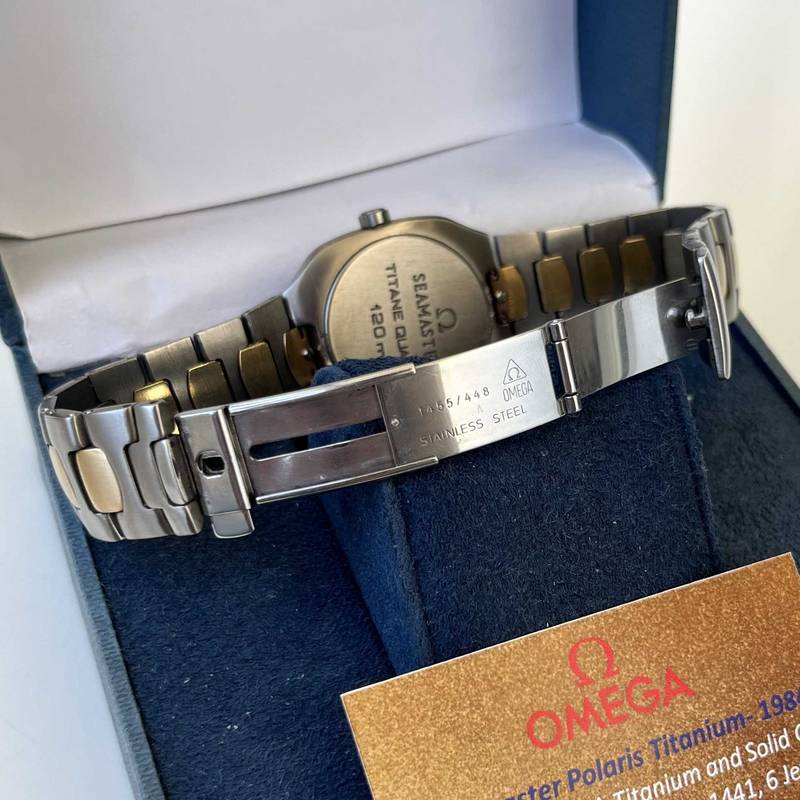 SEAMASTE
TITANE QUA
120 m
1455/448
OMEGA
STAINLESS STEEL
OMEGA
ster Polaris Titanium- 198
Titanium and Solid
1441, 6 Je